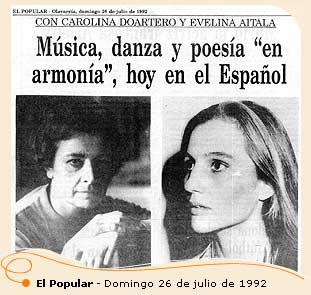 EL POPULAR - Olavarría, domingo 26 de julio de 1992
CON CAROLINA DOARTERO Y EVELINA AITALA
Música, danza y poesía “en
armonía”, hoy en el Español
El Popular - Domingo 26 de julio de 1992